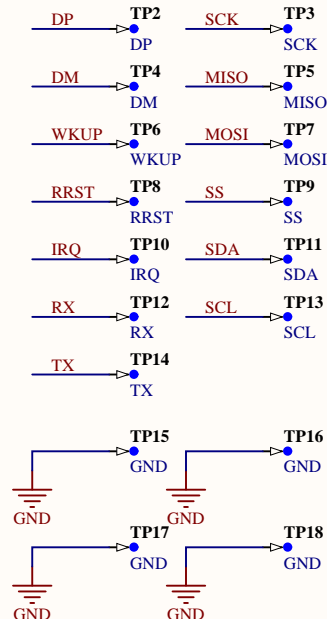 DP TP2 SCK TP3
DP SCK
DM TP4 MISO TP5
DM MISO
WKUP TP6 MOSI TP7
WKUP MOSI
RRST TP8 SS TP9
RRST SS
IRQ TP10 SDA TP11
IRQ SDA
RX TP12 SCL TP13
RX SCL
TX TP14
TX
TP15 TP16
GND GND
GND GND
TP17 TP18
GND GND
GND GND